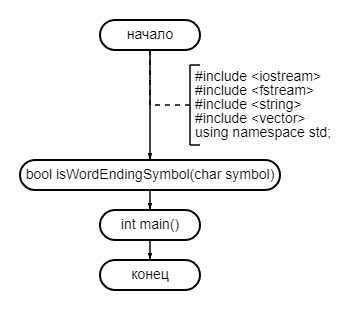 начало
#include <iostream>
#include <fstream>
#include <string>
#include <vector>
using namespace std;
bool isWordEndingSymbol(char symbol)
int main()
конец